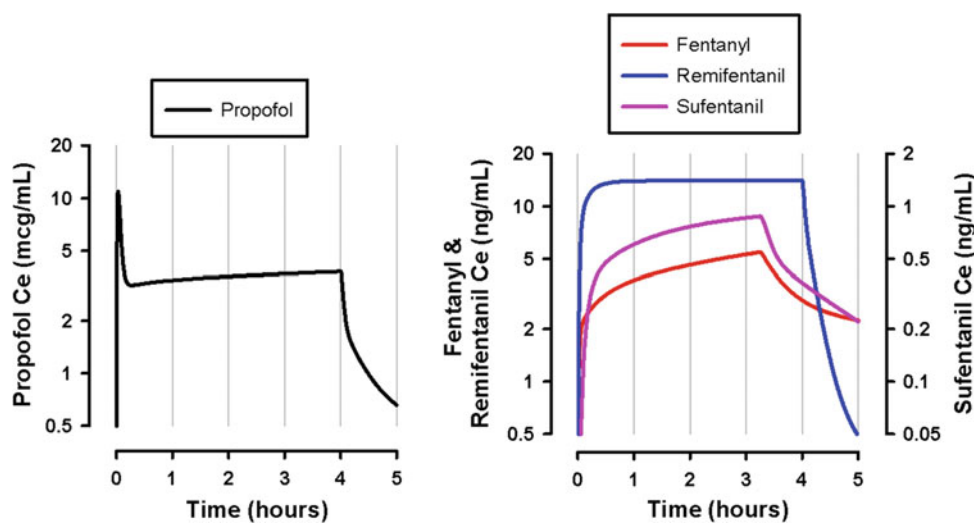 Propofol
20
10
5
2
1
0.5
Propofol Ce (mcg/mL)
0 1 2 3 4 5
Time (hours)
Fentanyl
Remifentanil
Sufentanil
20
10
5
2
1
0.5
Fentanyl &
Remifentanil Ce (ng/mL)
2
1
0.5
0.2
0.1
0.05
Sufentanil Ce (ng/mL)
0 1 2 3 4 5
Time (hours)